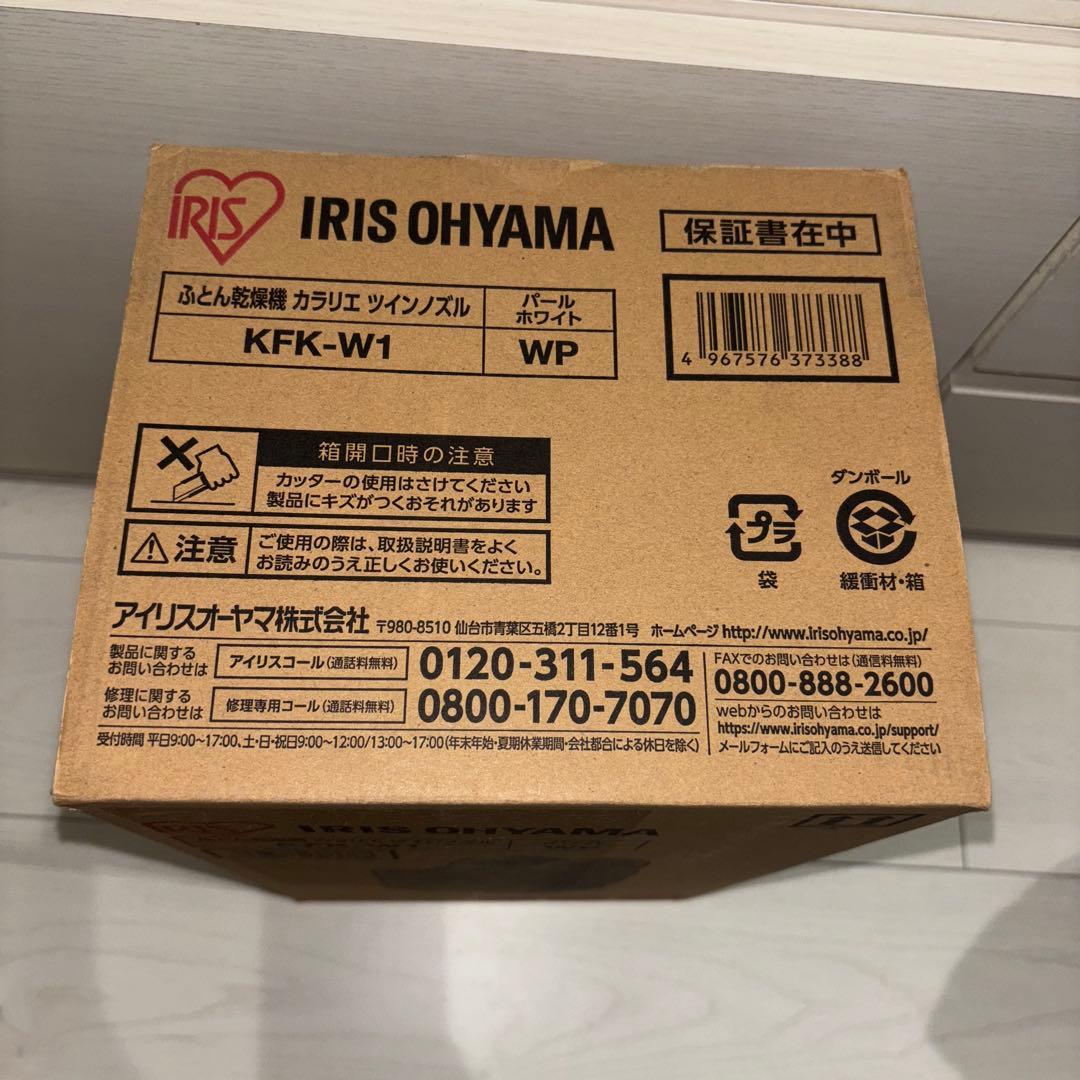 IRIS
IRIS OHYAMA
保証書在中
ふとん乾燥機 カラリエ ツインノズル
パール
ホワイト
KFK-W1
WP
4 967576 373388
箱開口時の注意
カッターの使用はさけてください
製品にキズがつくおそれがあります
注意
ご使用の際は、取扱説明書をよく
お読みのうえ正しくお使いください。
プラ
袋
ダンボール
緩衝材・箱
アイリスオーヤマ株式会社 〒980-8510 仙台市青葉区五橋2丁目12番1号 ホームページ http://www.irisohyama.co.jp/
製品に関する
お問い合わせは
アイリスコール(通話料無料)
0120-311-564
修理に関する
お問い合わせは
修理専用コール(通話料無料)
0800-170-7070
FAXでのお問い合わせは(通信料無料)
0800-888-2600
webからのお問い合わせは
https://www.irisohyama.co.jp/support/
メールフォームにご記入のうえ送信してください
受付時間 平日9:00〜17:00、土・日・祝日9:00〜12:00/13:00〜17:00(年末年始・夏期休業期間・会社都合による休日を除く)
IRIS
IRIS OHYAMA